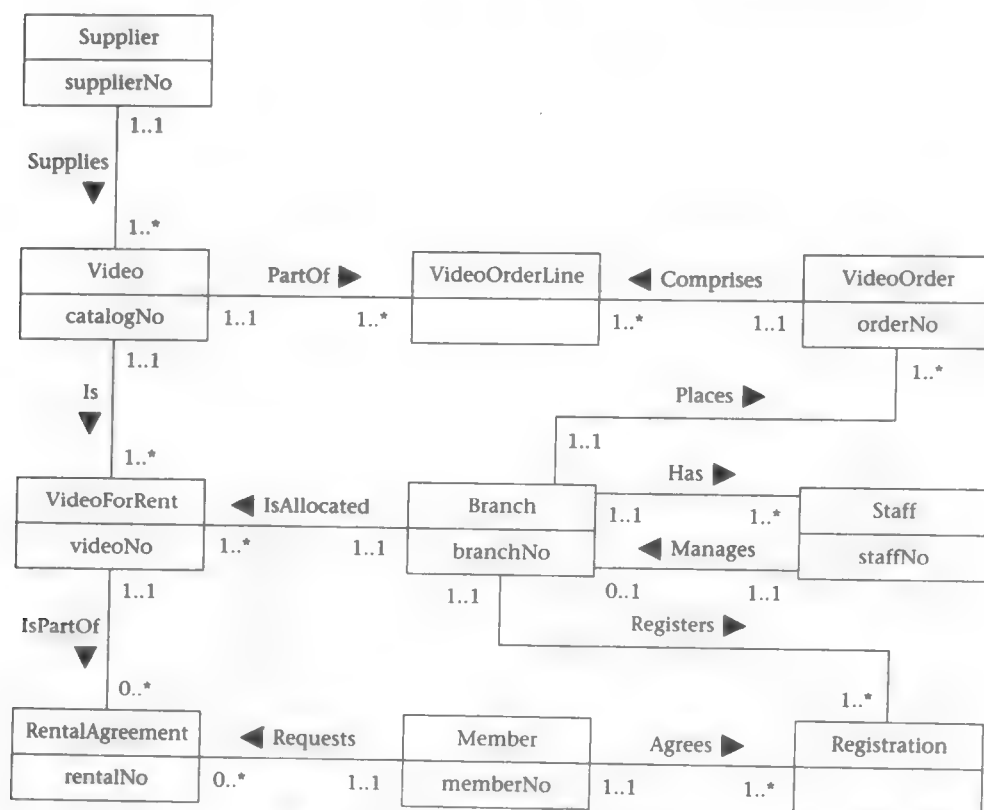 Supplier
supplierNo
1..1
Supplies
1..*
Video
catalogNo
PartOf
1..1
1..*
VideoOrderLine
Comprises
1..*
1..1
VideoOrder
orderNo
1..1
1..*
Is
Places
1..1
1..*
Has
VideoForRent
videoNo
IsAllocated
1..*
1..1
Branch
branchNo
1..1
1..*
Manages
0..1
1..1
Staff
staffNo
1..1
1..1
IsPartOf
Registers
0..*
1..*
RentalAgreement
rentalNo
Requests
0..*
1..1
Member
memberNo
Agrees
1..1
1..*
Registration